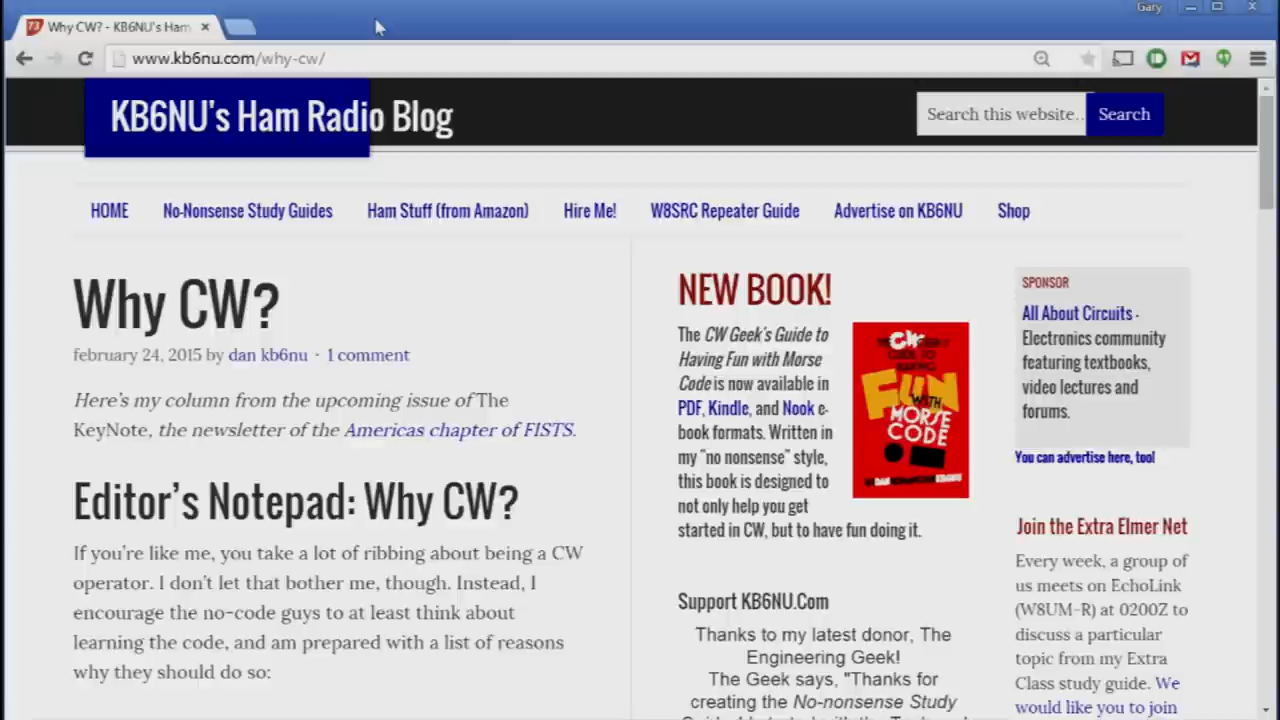 Gary
Why CW? - KB6NU's Ham
www.kb6nu.com/why-cw/
KB6NU's Ham Radio Blog
Search this website..
Search
HOME
No-Nonsense Study Guides
Ham Stuff (from Amazon)
Hire Me!
W8SRC Repeater Guide
Advertise on KB6NU
Shop
Why CW?
february 24, 2015 by dan kb6nu · 1 comment
Here's my column from the upcoming issue of The
KeyNote, the newsletter of the Americas chapter of FISTS.
Editor's Notepad: Why CW?
If you're like me, you take a lot of ribbing about being a CW
operator. I don't let that bother me, though. Instead, I
encourage the no-code guys to at least think about
learning the code, and am prepared with a list of reasons
why they should do so:
NEW BOOK!
The CW Geek's Guide to
Having Fun with Morse
Code is now available in
PDF, Kindle, and Nook e-
book formats. Written in
my "no nonsense" style,
this book is designed to
not only help you get
started in CW, but to have fun doing it.
CW
GUIDE TO
FUN
WITH
MORSE
CODE
Support KB6NU.Com
Thanks to my latest donor, The
Engineering Geek!
The Geek says, "Thanks for
creating the No-nonsense Study
SPONSOR
All About Circuits -
Electronics community
featuring textbooks,
video lectures and
forums.
You can advertise here, too!
Join the Extra Elmer Net
Every week, a group of
us meets on EchoLink
(W8UM-R) at 0200Z to
discuss a particular
topic from my Extra
Class study guide. We
would like you to join